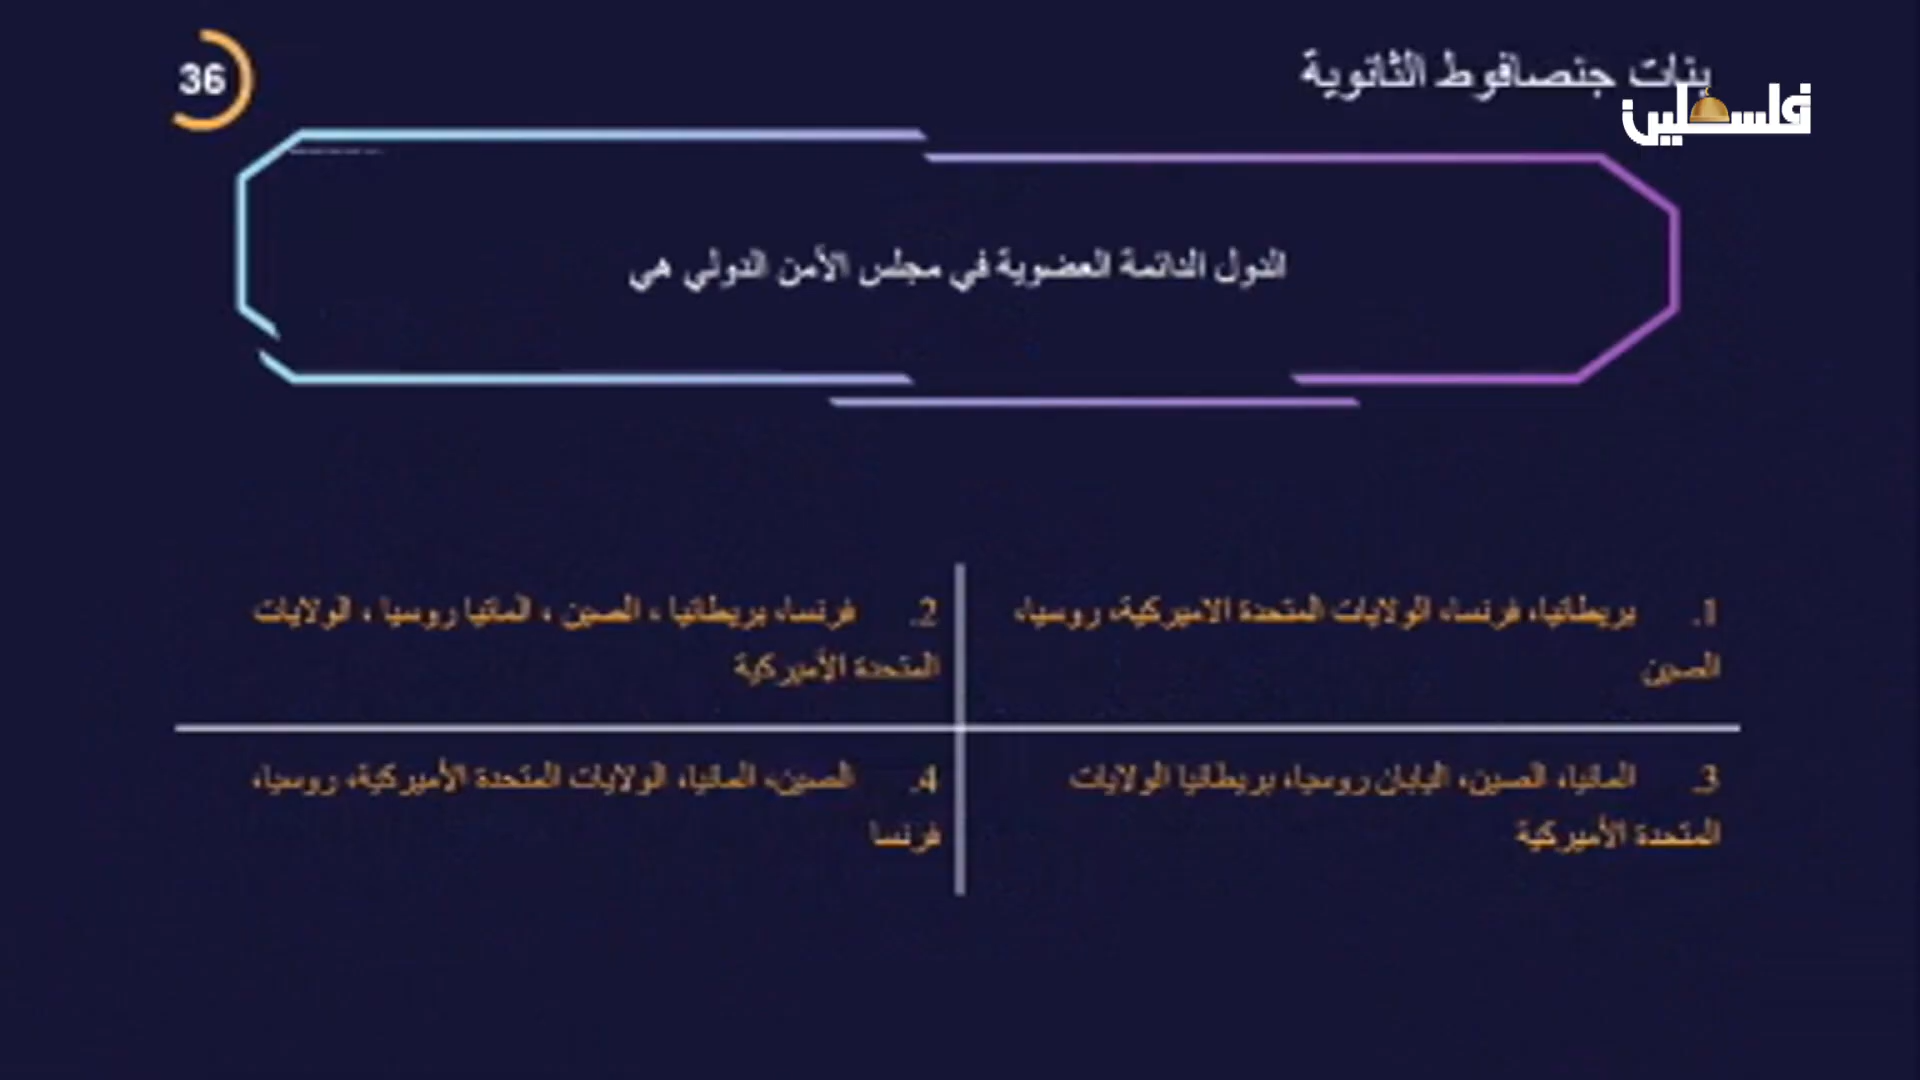 بنات جنصافوط الثانوية
36
فلسطين
الدول الدائمة العضوية في مجلس الأمن الدولي هي
1. بريطانيا، فرنسا، الولايات المتحدة الاميركية، روسيا،
الصين
2. فرنسا، بريطانيا ، الصين ، المانيا روسيا ، الولايات
المتحدة الأميركية
3. المانيا، الصين، اليابان روسيا، بريطانيا الولايات
المتحدة الأميركية
4. الصين، المانيا، الولايات المتحدة الأميركية، روسيا،
فرنسا